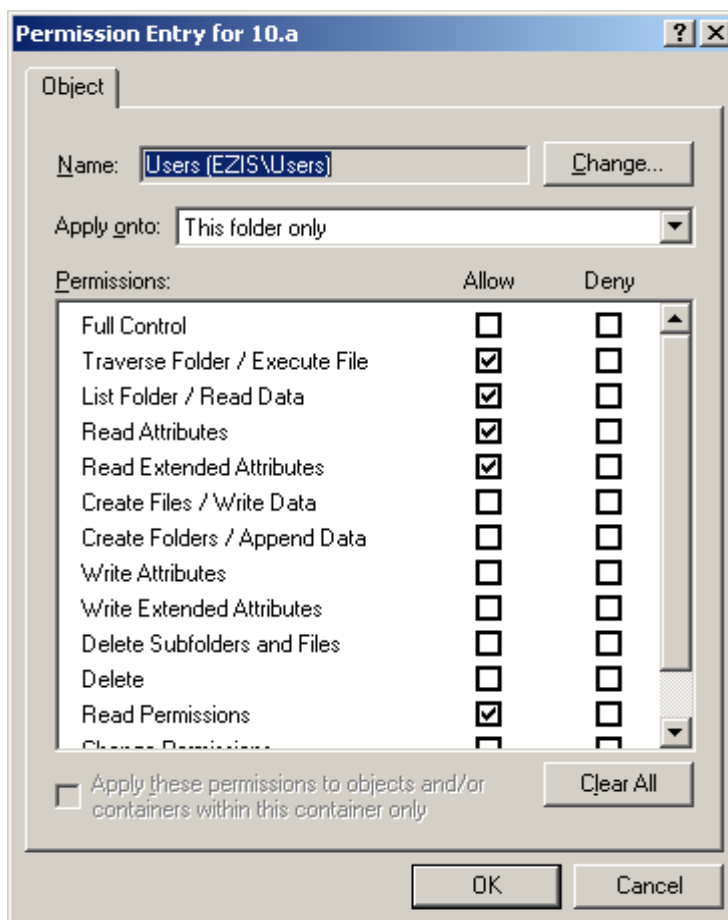 Permission Entry for 10.a
Object
Name: Users (EZIS\Users) Change...
Apply onto: This folder only
Permissions: Allow Deny
Full Control
Traverse Folder / Execute File
List Folder / Read Data
Read Attributes
Read Extended Attributes
Create Files / Write Data
Create Folders / Append Data
Write Attributes
Write Extended Attributes
Delete Subfolders and Files
Delete
Read Permissions
Change Permissions
Apply these permissions to objects and/or
containers within this container only
Clear All
OK Cancel